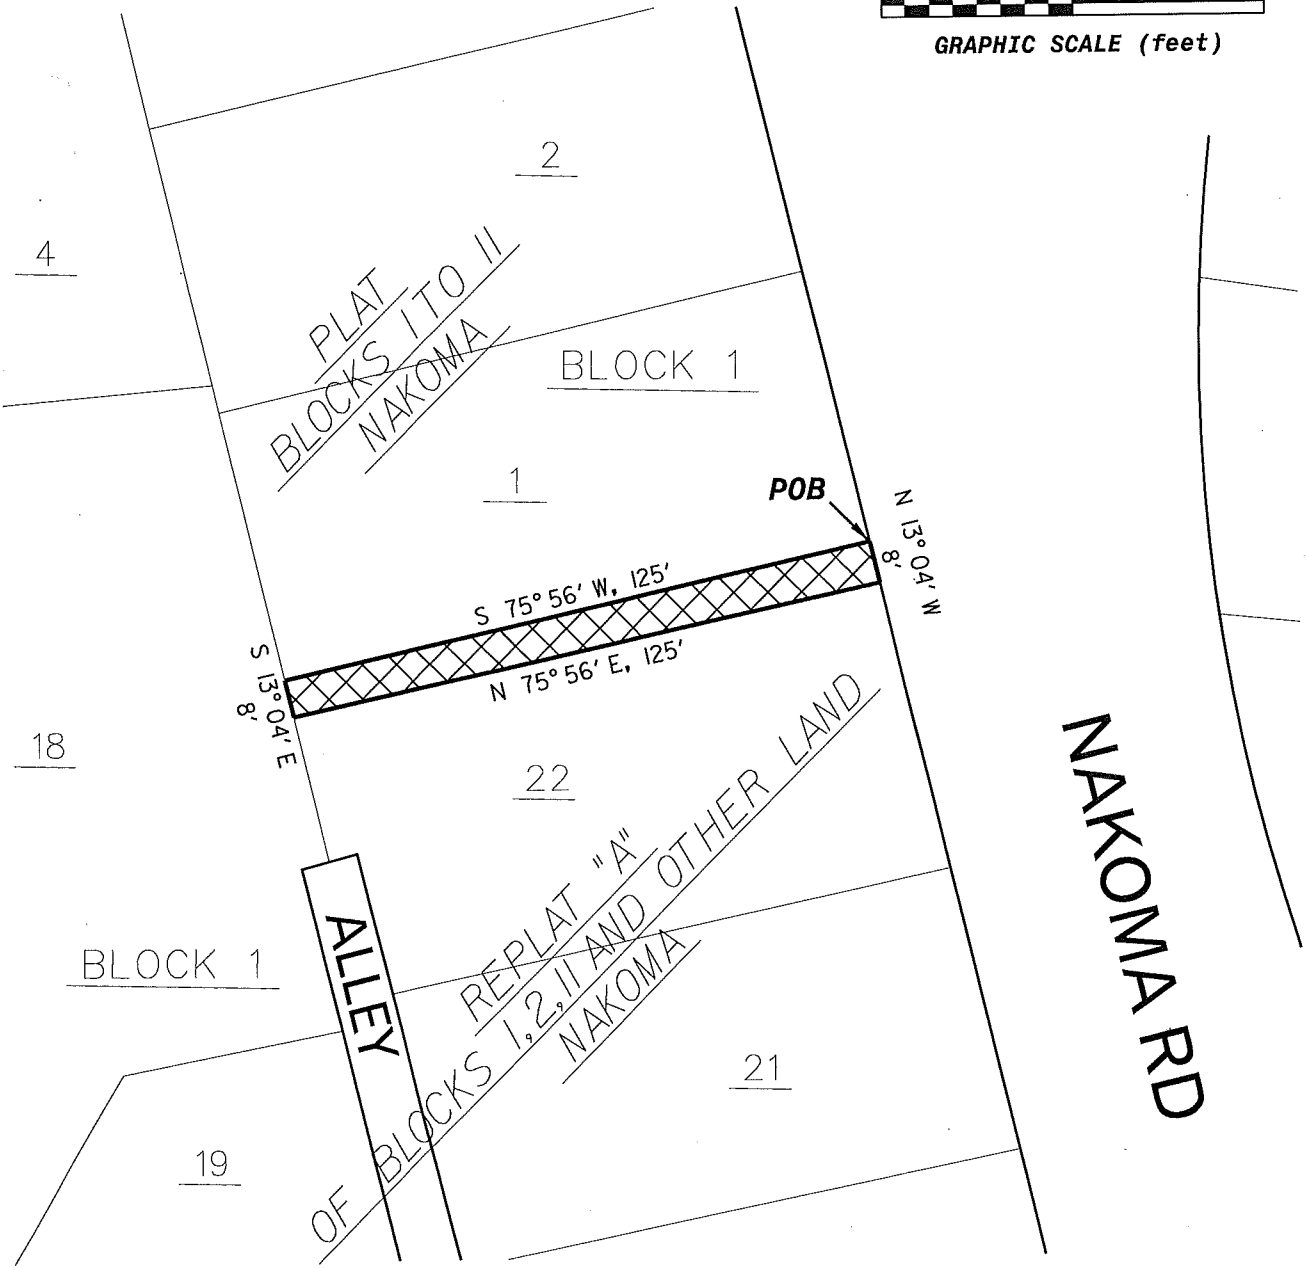 GRAPHIC SCALE (feet)
2
4
PLAT
BLOCKS 1 TO 11
NAKOMA
BLOCK 1
1
POB
N 13° 04' W
8'
S 75° 56' W, 125'
N 75° 56' E, 125'
S 13° 04' E
8'
18
22
NAKOMA RD
REPLAT "A"
OF BLOCKS 1,2,11 AND OTHER LAND
NAKOMA
BLOCK 1
ALLEY
21
19